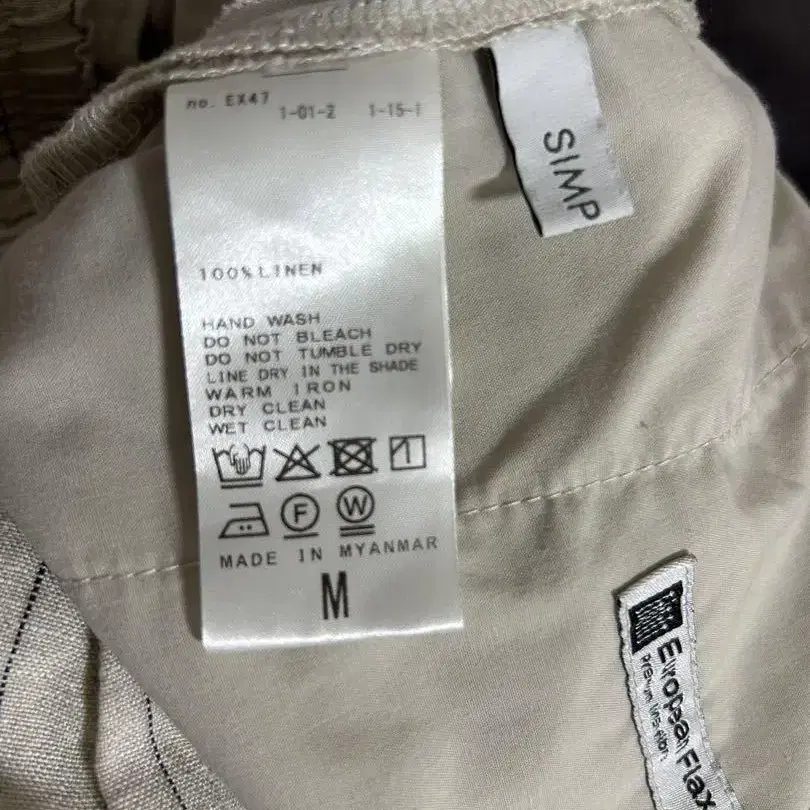 no. EX47
1-01-2 1-15-1
SIMP
100% LINEN
HAND WASH
DO NOT BLEACH
DO NOT TUMBLE DRY
LINE DRY IN THE SHADE
WARM IRON
DRY CLEAN
WET CLEAN
F W
MADE IN MYANMAR
M
European Flax